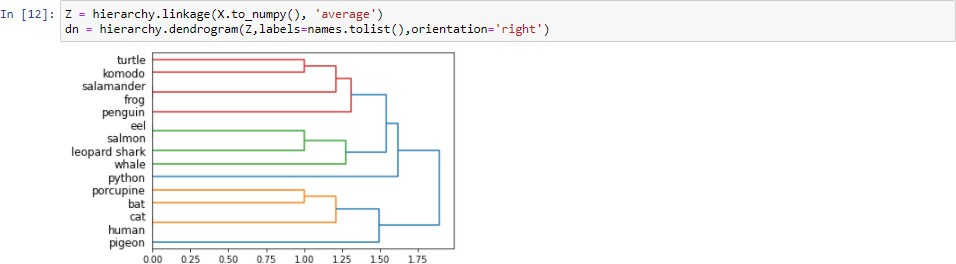 In [12]: Z = hierarchy.linkage(X.to_numpy(), 'average')
dn = hierarchy.dendrogram(Z,labels=names.tolist(),orientation='right')
turtle
komodo
salamander
frog
penguin
eel
salmon
leopard shark
whale
python
porcupine
bat
cat
human
pigeon
0.00 0.25 0.50 0.75 1.00 1.25 1.50 1.75